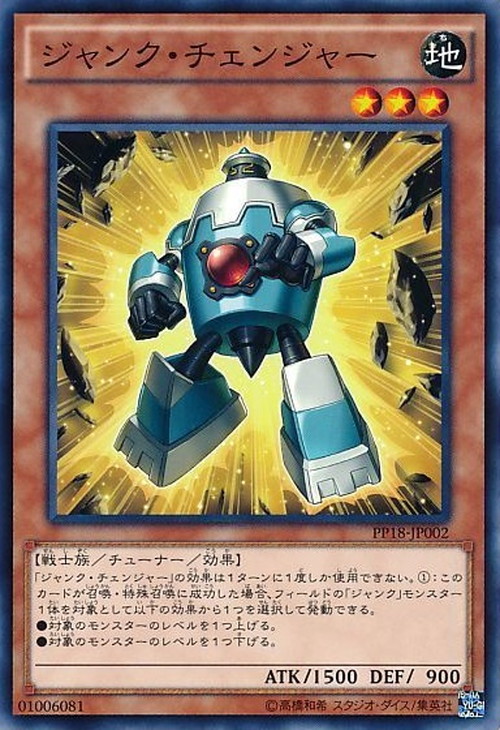 ジャンク・チェンジャー
地
PP18-JP002
【戦士族／チューナー／効果】
「ジャンク・チェンジャー」の効果は1ターンに1度しか使用できない。①：この
カードが召喚・特殊召喚に成功した場合、フィールドの「ジャンク」モンスター
1体を対象として以下の効果から1つを選択して発動できる。
●対象のモンスターのレベルを1つ上げる。
●対象のモンスターのレベルを1つ下げる。
ATK/1500 DEF/ 900
01006081
©高橋和希 スタジオ・ダイス/集英社